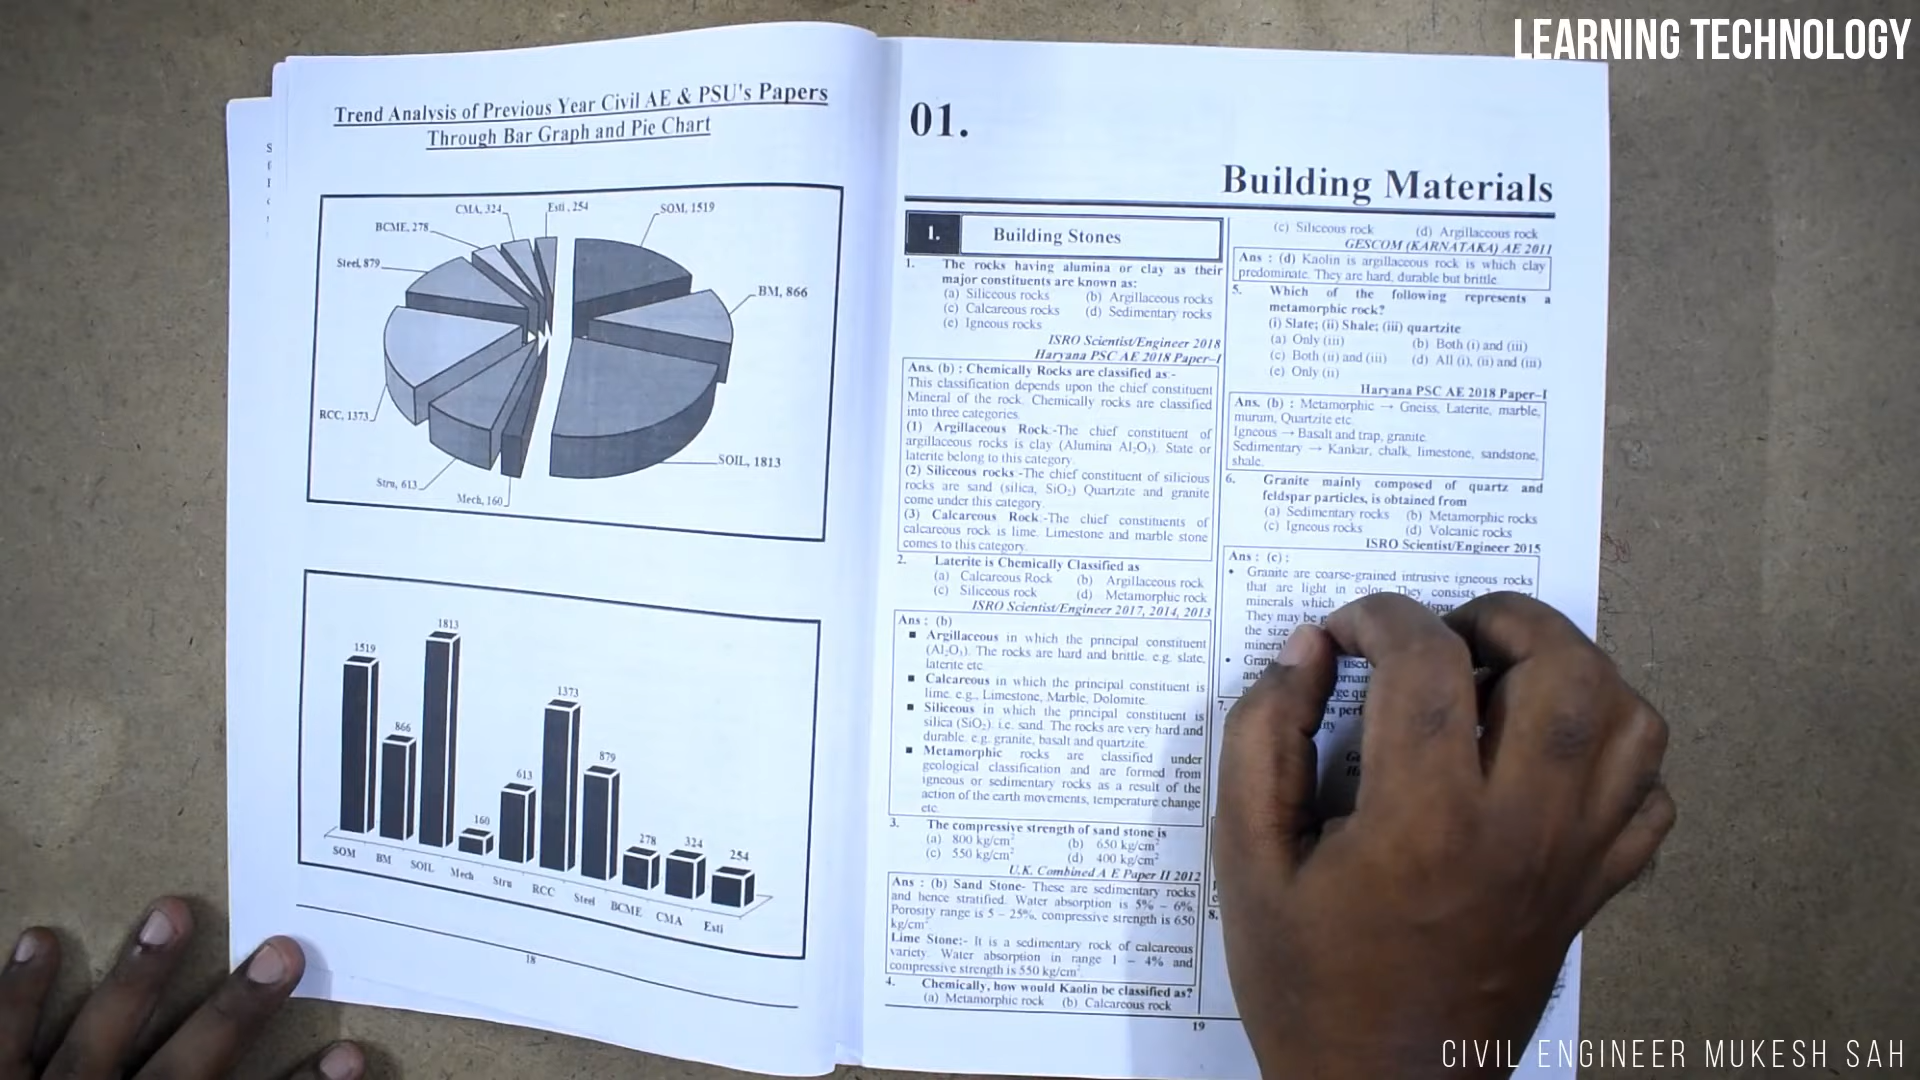 LEARNING TECHNOLOGY
Trend Analysis of Previous Year Civil AE & PSU's Papers
Through Bar Graph and Pie Chart
CMA, 324
Esti , 254
SOM, 1519
BCME, 278
Steel, 879
BM, 866
RCC, 1373
SOIL, 1813
Stru, 613
Mech, 160
1813
1519
1373
866
879
613
160
278
324
254
SOM
BM
SOIL
Mech
Stru
RCC
Steel
BCME
CMA
Esti
18
01.
Building Materials
1.
Building Stones
1. The rocks having alumina or clay as their
major constituents are known as:
(a) Siliceous rocks (b) Argillaceous rocks
(c) Calcareous rocks (d) Sedimentary rocks
(e) Igneous rocks
ISRO Scientist/Engineer 2018
Haryana PSC AE 2018 Paper–I
Ans. (b) : Chemically Rocks are classified as:-
This classification depends upon the chief constituent
Mineral of the rock. Chemically rocks are classified
into three categories.
(1) Argillaceous Rock:-The chief constituent of
argillaceous rocks is clay (Alumina Al₂O₃). State or
laterite belong to this category.
(2) Siliceous rocks -The chief constituent of silicious
rocks are sand (silica, SiO₂) Quartzite and granite
come under this category.
(3) Calcareous Rock:-The chief constituents of
calcareous rock is lime. Limestone and marble stone
comes to this category.
2. Laterite is Chemically Classified as
(a) Calcareous Rock (b) Argillaceous rock
(c) Siliceous rock (d) Metamorphic rock
ISRO Scientist/Engineer 2017, 2014, 2013
Ans : (b)
▪ Argillaceous in which the principal constituent
(Al₂O₃). The rocks are hard and brittle. e.g. slate,
laterite etc.
▪ Calcareous in which the principal constituent is
lime. e.g., Limestone, Marble, Dolomite.
▪ Siliceous in which the principal constituent is
silica (SiO₂). i.e. sand. The rocks are very hard and
durable. e.g. granite, basalt and quartzite.
▪ Metamorphic rocks are classified under
geological classification and are formed from
igneous or sedimentary rocks as a result of the
action of the earth movements, temperature change
etc.
3. The compressive strength of sand stone is
(a) 800 kg/cm² (b) 650 kg/cm²
(c) 550 kg/cm² (d) 400 kg/cm²
U.K. Combined A E Paper II 2012
Ans : (b) Sand Stone- These are sedimentary rocks
and hence stratified. Water absorption is 5% – 6%.
Porosity range is 5 – 25%, compressive strength is 650
kg/cm².
Lime Stone:- It is a sedimentary rock of calcareous
variety. Water absorption in range 1 – 4% and
compressive strength is 550 kg/cm².
4. Chemically, how would Kaolin be classified as?
(a) Metamorphic rock (b) Calcareous rock
(c) Siliceous rock (d) Argillaceous rock
GESCOM (KARNATAKA) AE 2011
Ans : (d) Kaolin is argillaceous rock is which clay
predominate. They are hard, durable but brittle.
5. Which of the following represents a
metamorphic rock?
(i) Slate; (ii) Shale; (iii) quartzite
(a) Only (iii) (b) Both (i) and (iii)
(c) Both (ii) and (iii) (d) All (i), (ii) and (iii)
(e) Only (ii)
Haryana PSC AE 2018 Paper–I
Ans. (b) : Metamorphic → Gneiss, Laterite, marble,
murum, Quartzite etc.
Igneous → Basalt and trap, granite.
Sedimentary → Kankar, chalk, limestone, sandstone,
shale.
6. Granite mainly composed of quartz and
feldspar particles, is obtained from
(a) Sedimentary rocks (b) Metamorphic rocks
(c) Igneous rocks (d) Volcanic rocks
ISRO Scientist/Engineer 2015
Ans : (c) :
• Granite are coarse-grained intrusive igneous rocks
that are light in color. They consists
minerals which
They may be
the size
used
and
7.
8.
19
CIVIL ENGINEER MUKESH SAH